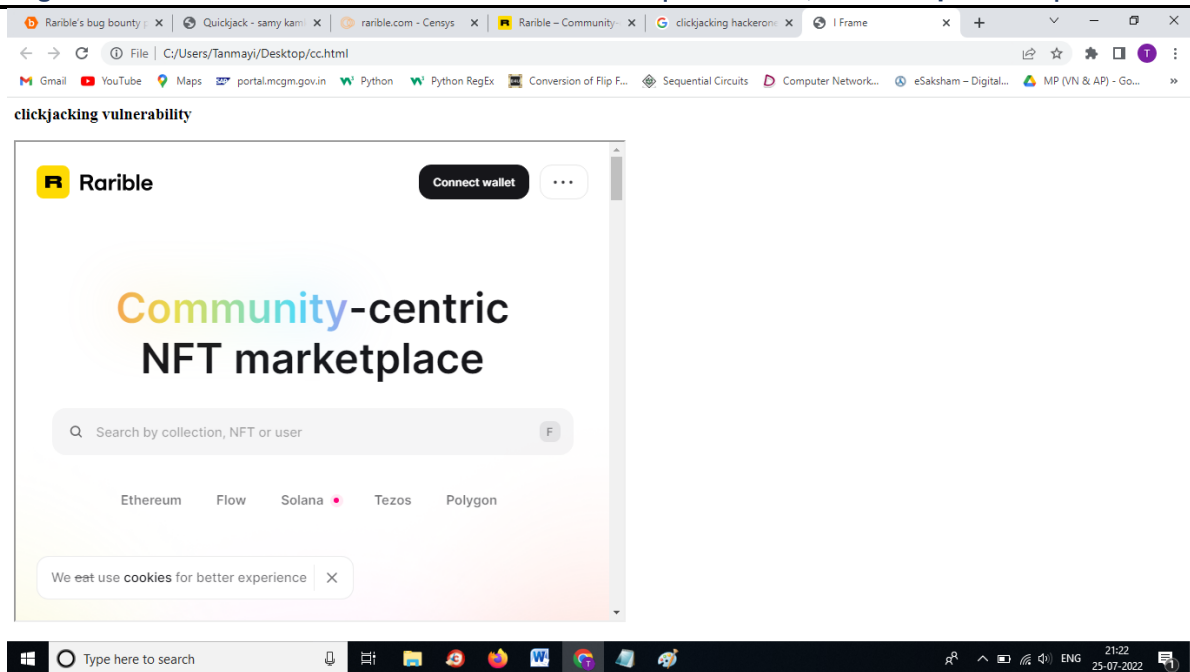 Rarible's bug bounty p
Quickjack - samy kam
rarible.com - Censys
Rarible – Community-
clickjacking hackerone
I Frame
File
C:/Users/Tanmayi/Desktop/cc.html
T
Gmail
YouTube
Maps
portal.mcgm.gov.in
Python
Python RegEx
Conversion of Flip F...
Sequential Circuits
Computer Network...
eSaksham – Digital...
MP (VN & AP) - Go...
»
clickjacking vulnerability
R Rarible
Connect wallet
...
Community-centric
NFT marketplace
Search by collection, NFT or user
F
Ethereum Flow Solana Tezos Polygon
We eat use cookies for better experience
Type here to search
ENG
21:22
25-07-2022